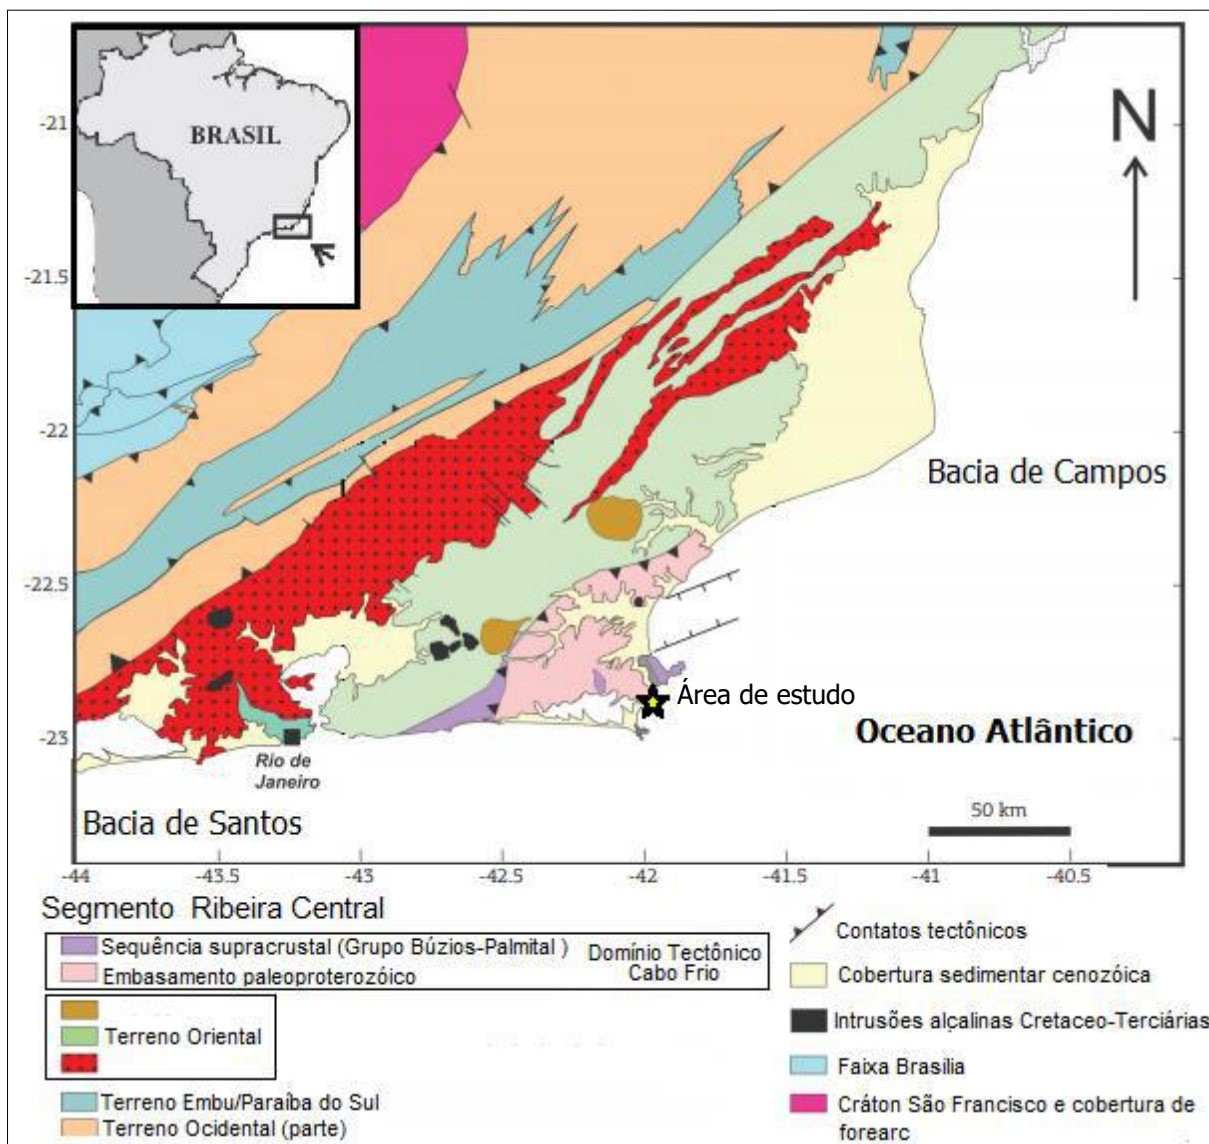 BRASIL
N
-21
-21.5
-22
-22.5
-23
Bacia de Campos
Área de estudo
Oceano Atlântico
Rio de
Janeiro
Bacia de Santos
50 km
-44
-43.5
-43
-42.5
-42
-41.5
-41
-40.5
Segmento Ribeira Central
Sequência supracrustal (Grupo Búzios-Palmital )
Embasamento paleoproterozóico
Domínio Tectônico
Cabo Frio
Terreno Oriental
Terreno Embu/Paraíba do Sul
Terreno Ocidental (parte)
Contatos tectônicos
Cobertura sedimentar cenozóica
Intrusões alçalinas Cretaceo-Terciárias
Faixa Brasília
Cráton São Francisco e cobertura de
forearc